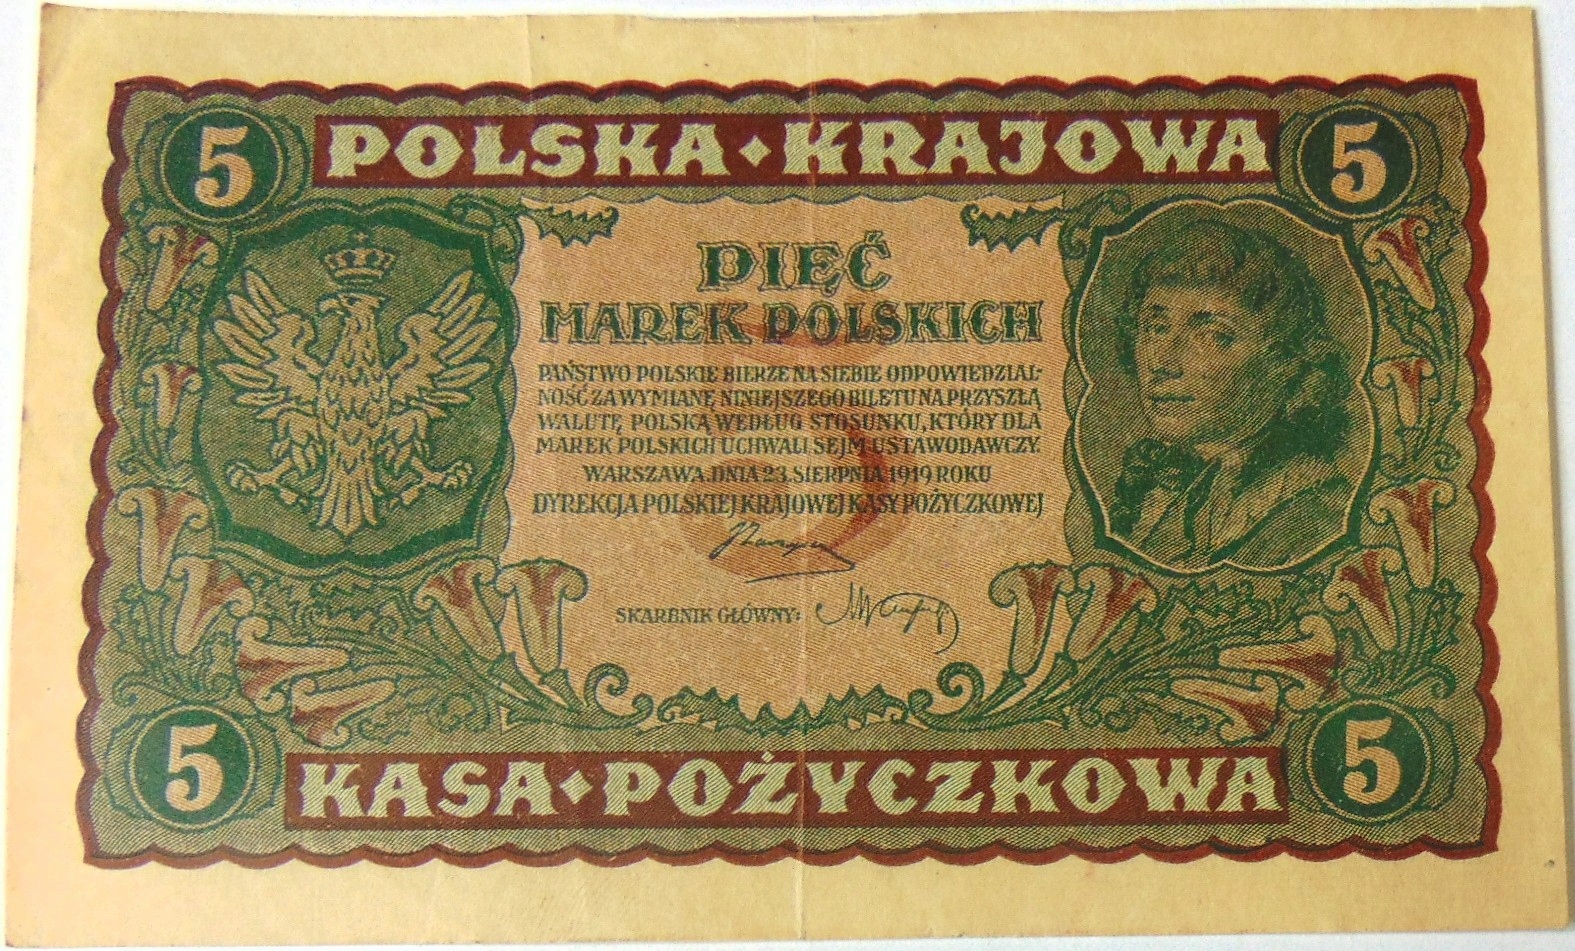 5 POLSKA·KRAJOWA 5
PIĘĆ
MAREK POLSKICH
PAŃSTWO POLSKIE BIERZE NA SIEBIE ODPOWIEDZIAL-
NOŚĆ ZA WYMIANĘ NINIEJSZEGO BILETU NA PRZYSZŁĄ
WALUTĘ POLSKĄ WEDŁUG STOSUNKU, KTÓRY DLA
MAREK POLSKICH UCHWALI SEJM USTAWODAWCZY.
WARSZAWA.DNIA 23.SIERPNIA 1919 ROKU
DYREKCJA POLSKIEJ KRAJOWEJ KASY POŻYCZKOWEJ
SKARBNIK GŁÓWNY:
5 KASA·POŻYCZKOWA 5